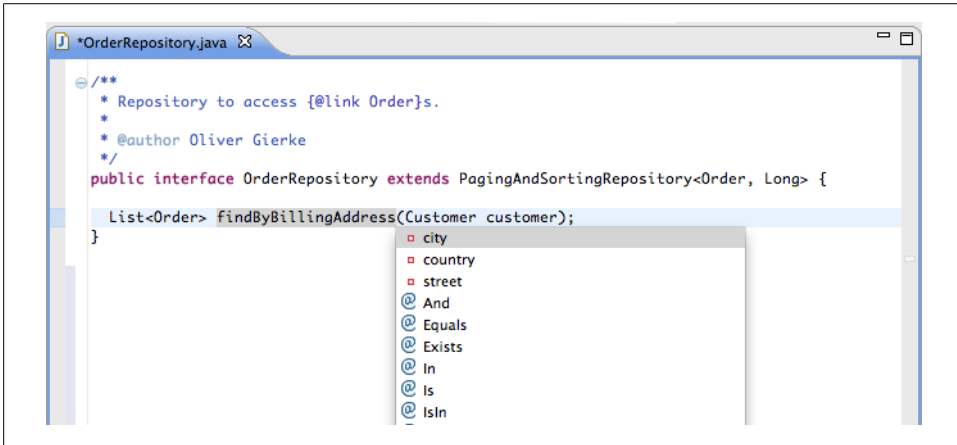 *OrderRepository.java
/**
* Repository to access {@link Order}s.
*
* @author Oliver Gierke
*/
public interface OrderRepository extends PagingAndSortingRepository<Order, Long> {
List<Order> findByBillingAddress(Customer customer);
}
city
country
street
@ And
@ Equals
@ Exists
@ In
@ Is
@ IsIn